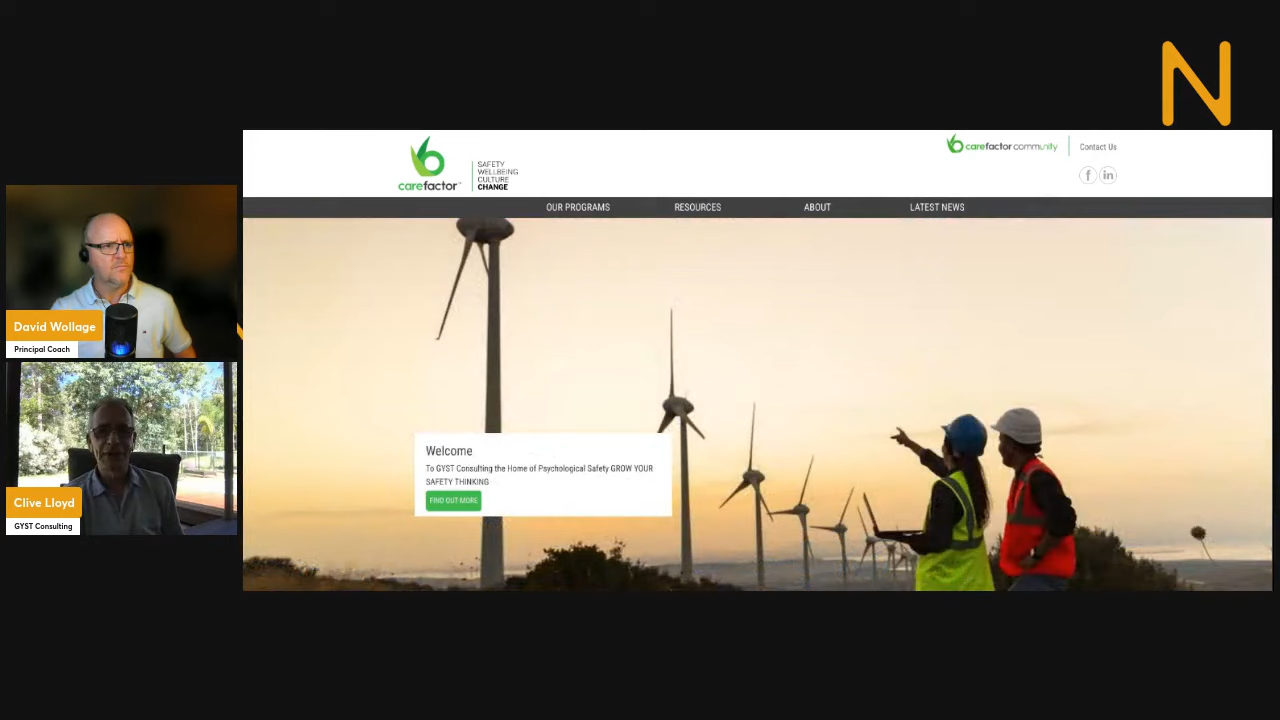 N
carefactor™
SAFETY
WELLBEING
CULTURE
CHANGE
carefactor community
Contact Us
f in
OUR PROGRAMS RESOURCES ABOUT LATEST NEWS
David Wollage
Principal Coach
Clive Lloyd
GYST Consulting
Welcome
To GYST Consulting the Home of Psychological Safety GROW YOUR
SAFETY THINKING
FIND OUT MORE